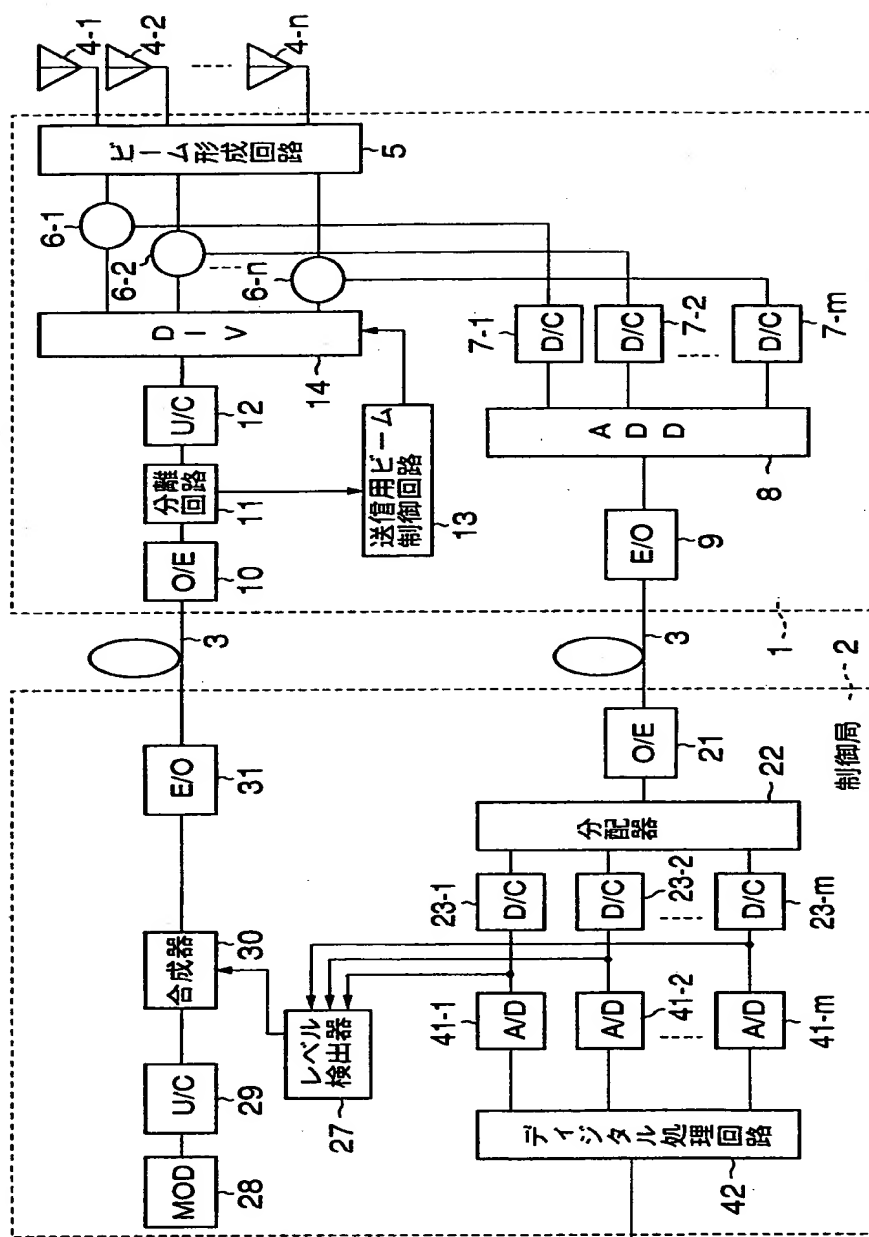 4-1
4-2
4-n
ビーム形成回路
5
6-1
6-2
6-n
DIV
14
U/C
12
分離
回路
11
O/E
10
送信用ビーム
制御回路
13
7-1
D/C
D/C
7-2
D/C
7-m
ADD
8
E/O
9
3
3
1
2
制御局
E/O
31
合成器
30
U/C
29
MOD
28
レベル
検出器
27
O/E
21
22
分配器
23-1
D/C
D/C
23-2
D/C
23-m
41-1
A/D
A/D
41-2
A/D
41-m
ディジタル処理回路
42